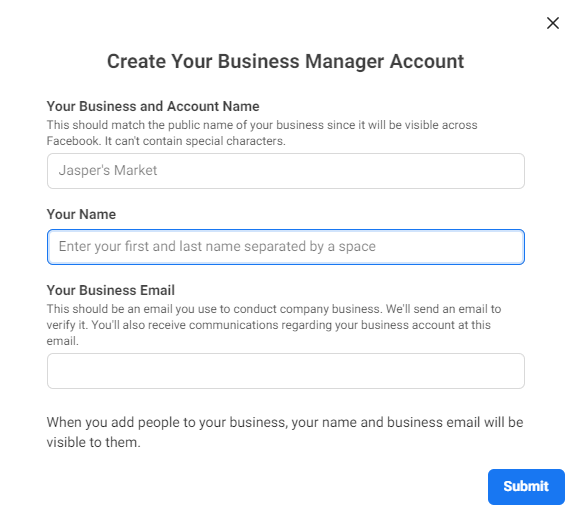 Create Your Business Manager Account
Your Business and Account Name
This should match the public name of your business since it will be visible across
Facebook. It can't contain special characters.
Jasper's Market
Your Name
Enter your first and last name separated by a space
Your Business Email
This should be an email you use to conduct company business. We'll send an email to
verify it. You'll also receive communications regarding your business account at this
email.
When you add people to your business, your name and business email will be
visible to them.
Submit